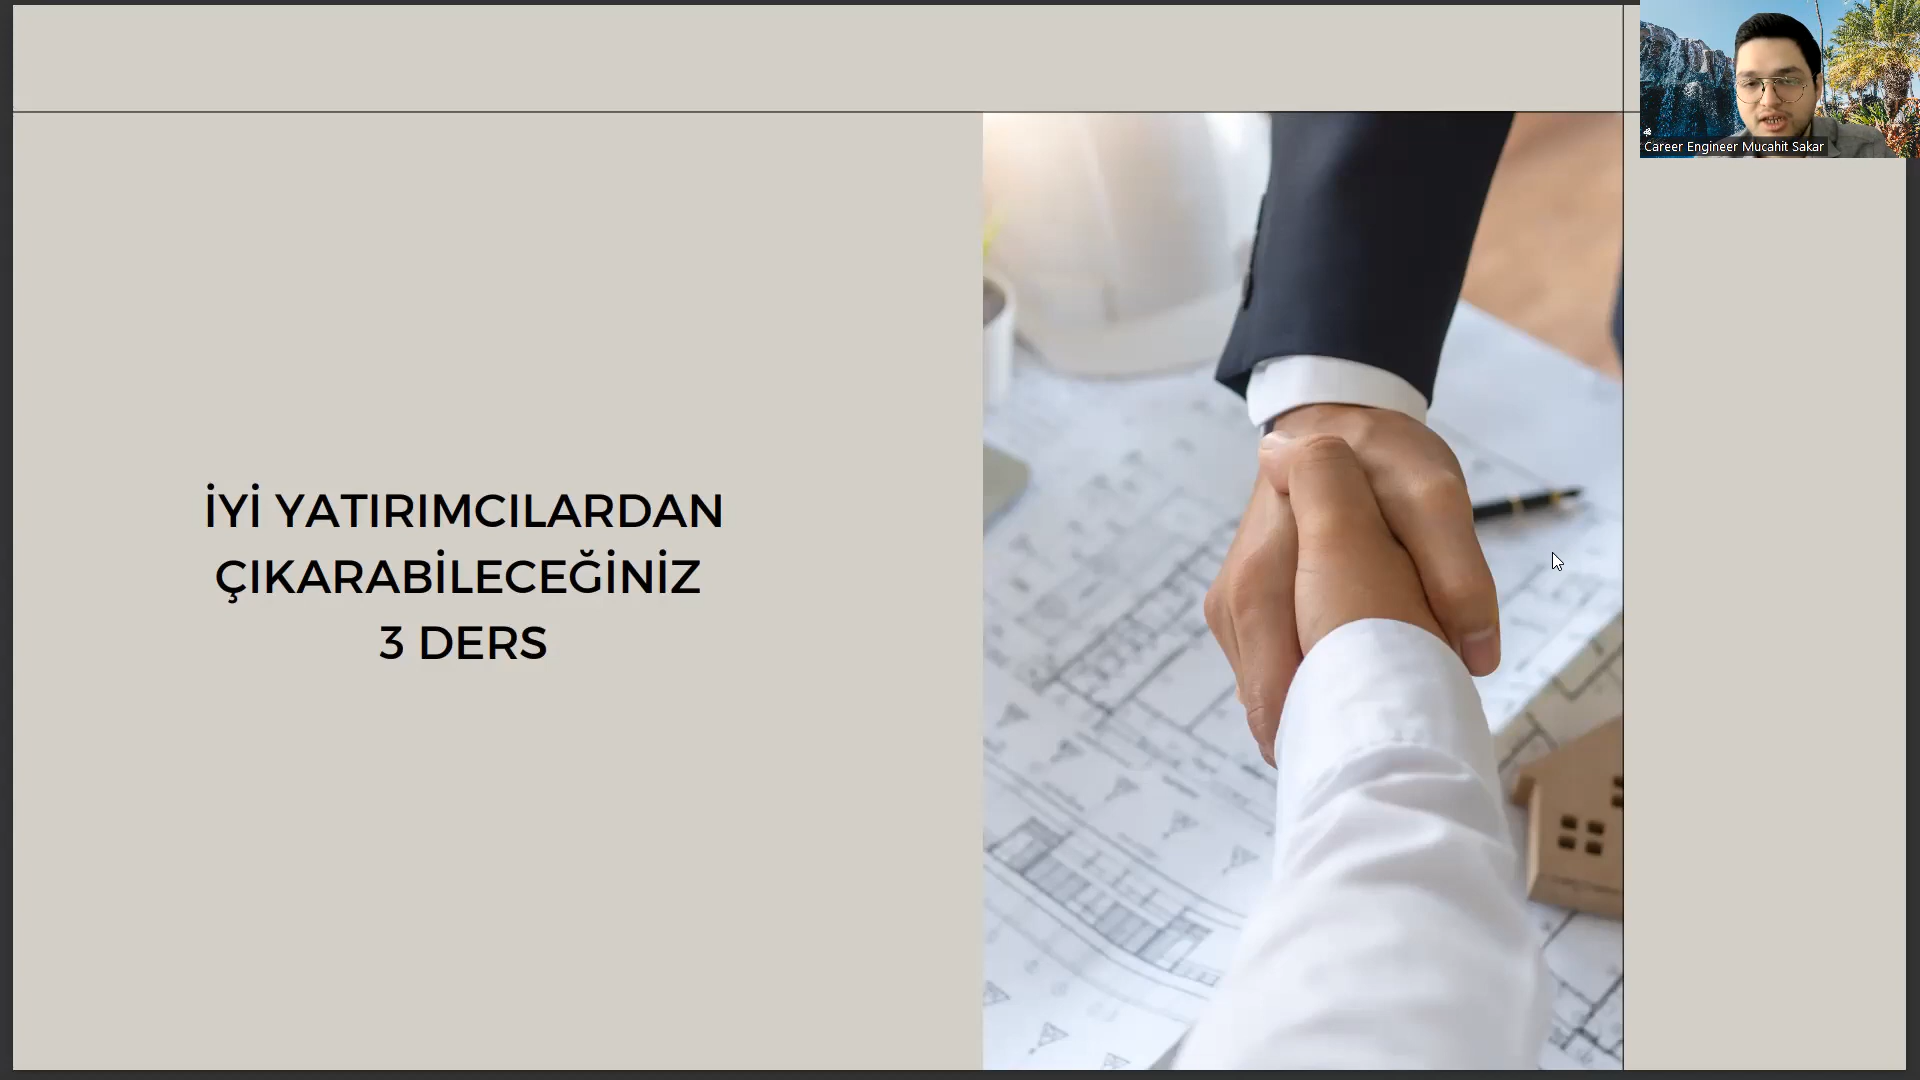 Career Engineer Mucahit Sakar
İYİ YATIRIMCILARDAN
ÇIKARABİLECEĞİNİZ
3 DERS